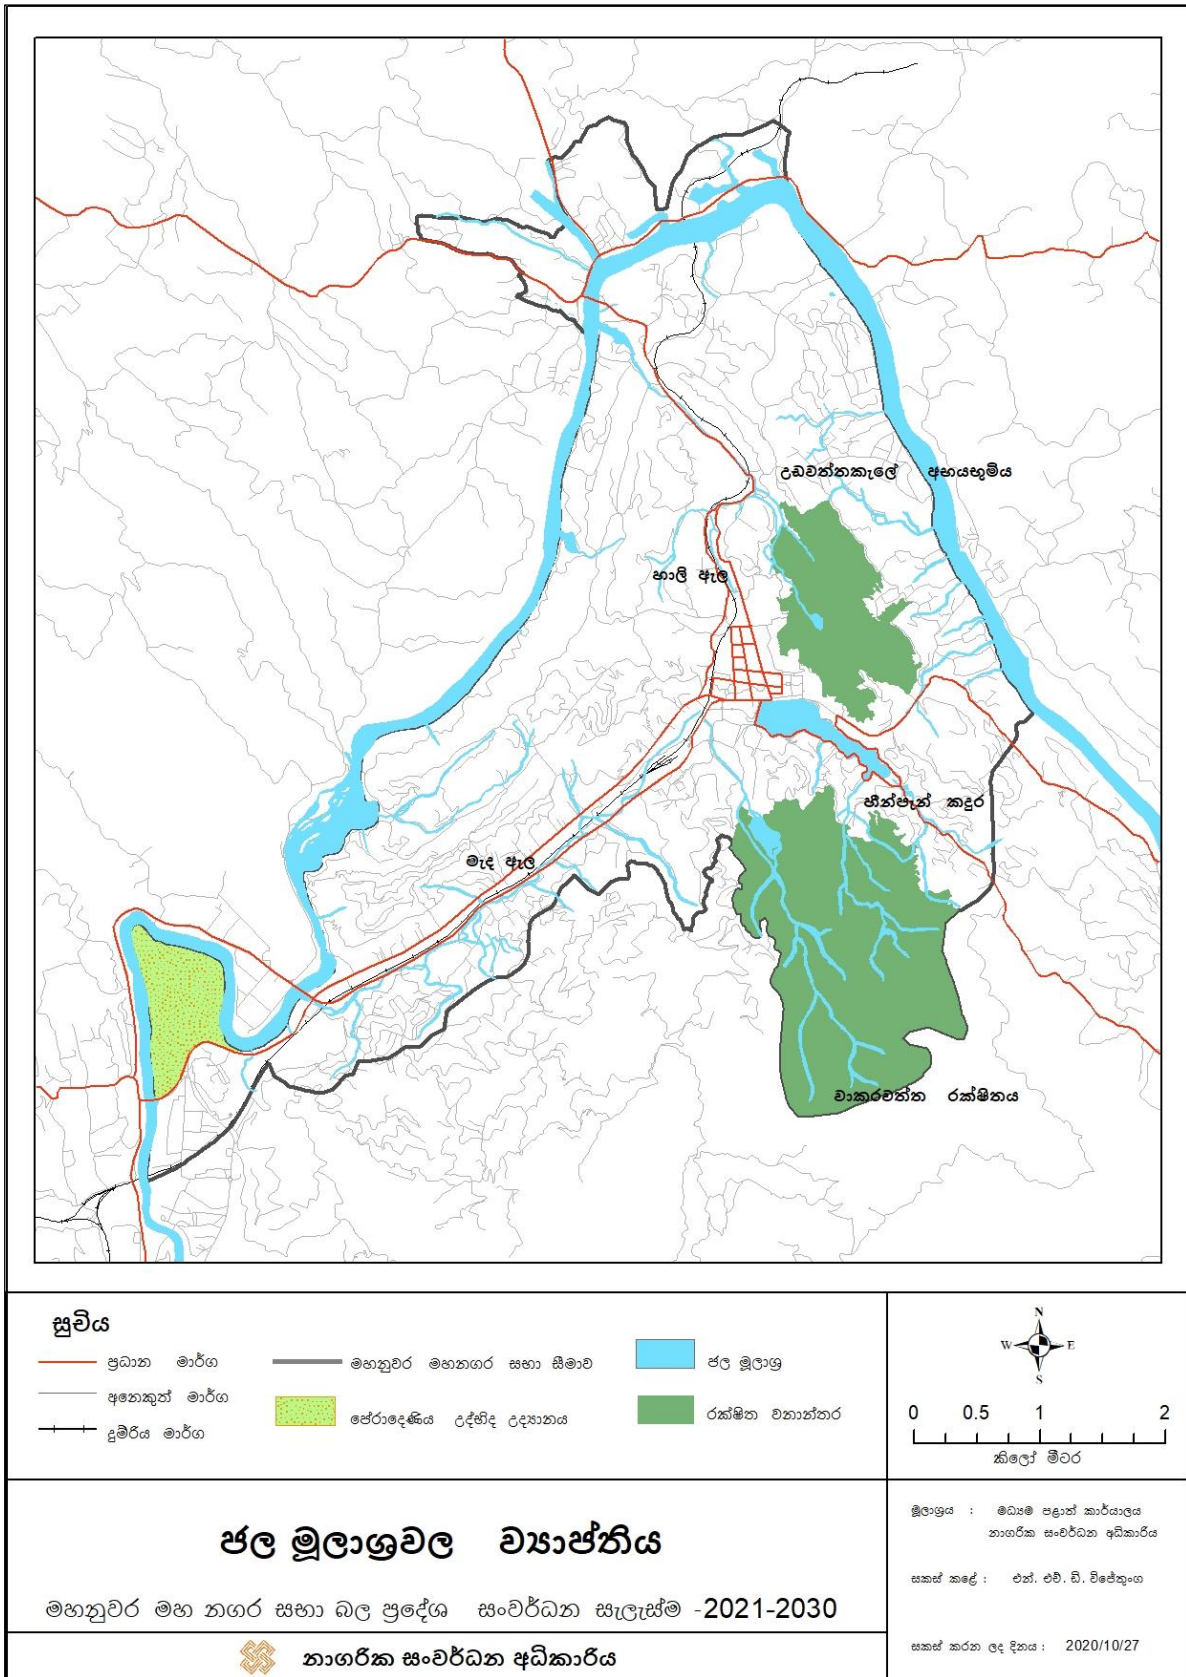 උඩවත්තකැලේ අභයභුමිය
හාලි ඇල
හීන්පැන් කදුර
මැද ඇල
වාකරවත්ත රක්ෂිතය
සුචිය
ප්‍රධාන මාර්ග
අනෙකුත් මාර්ග
දුම්රිය මාර්ග
මහනුවර මහනගර සභා සීමාව
පේරාදෙණිය උද්භිද උද්‍යානය
ජල මූලාශ්‍ර
රක්ෂිත වනාන්තර
N
W E
S
0 0.5 1 2
කිලෝ මීටර
ජල මූලාශ්‍රවල ව්‍යාප්තිය
මහනුවර මහ නගර සභා බල ප්‍රදේශ සංවර්ධන සැලැස්ම -2021-2030
නාගරික සංවර්ධන අධිකාරිය
මූලාශ්‍රය : මධ්‍යම පළාත් කාර්යාලය
නාගරික සංවර්ධන අධිකාරිය
සකස් කළේ : එන්. එච්. ඩී. විජේතුංග
සකස් කරන ලද දිනය : 2020/10/27